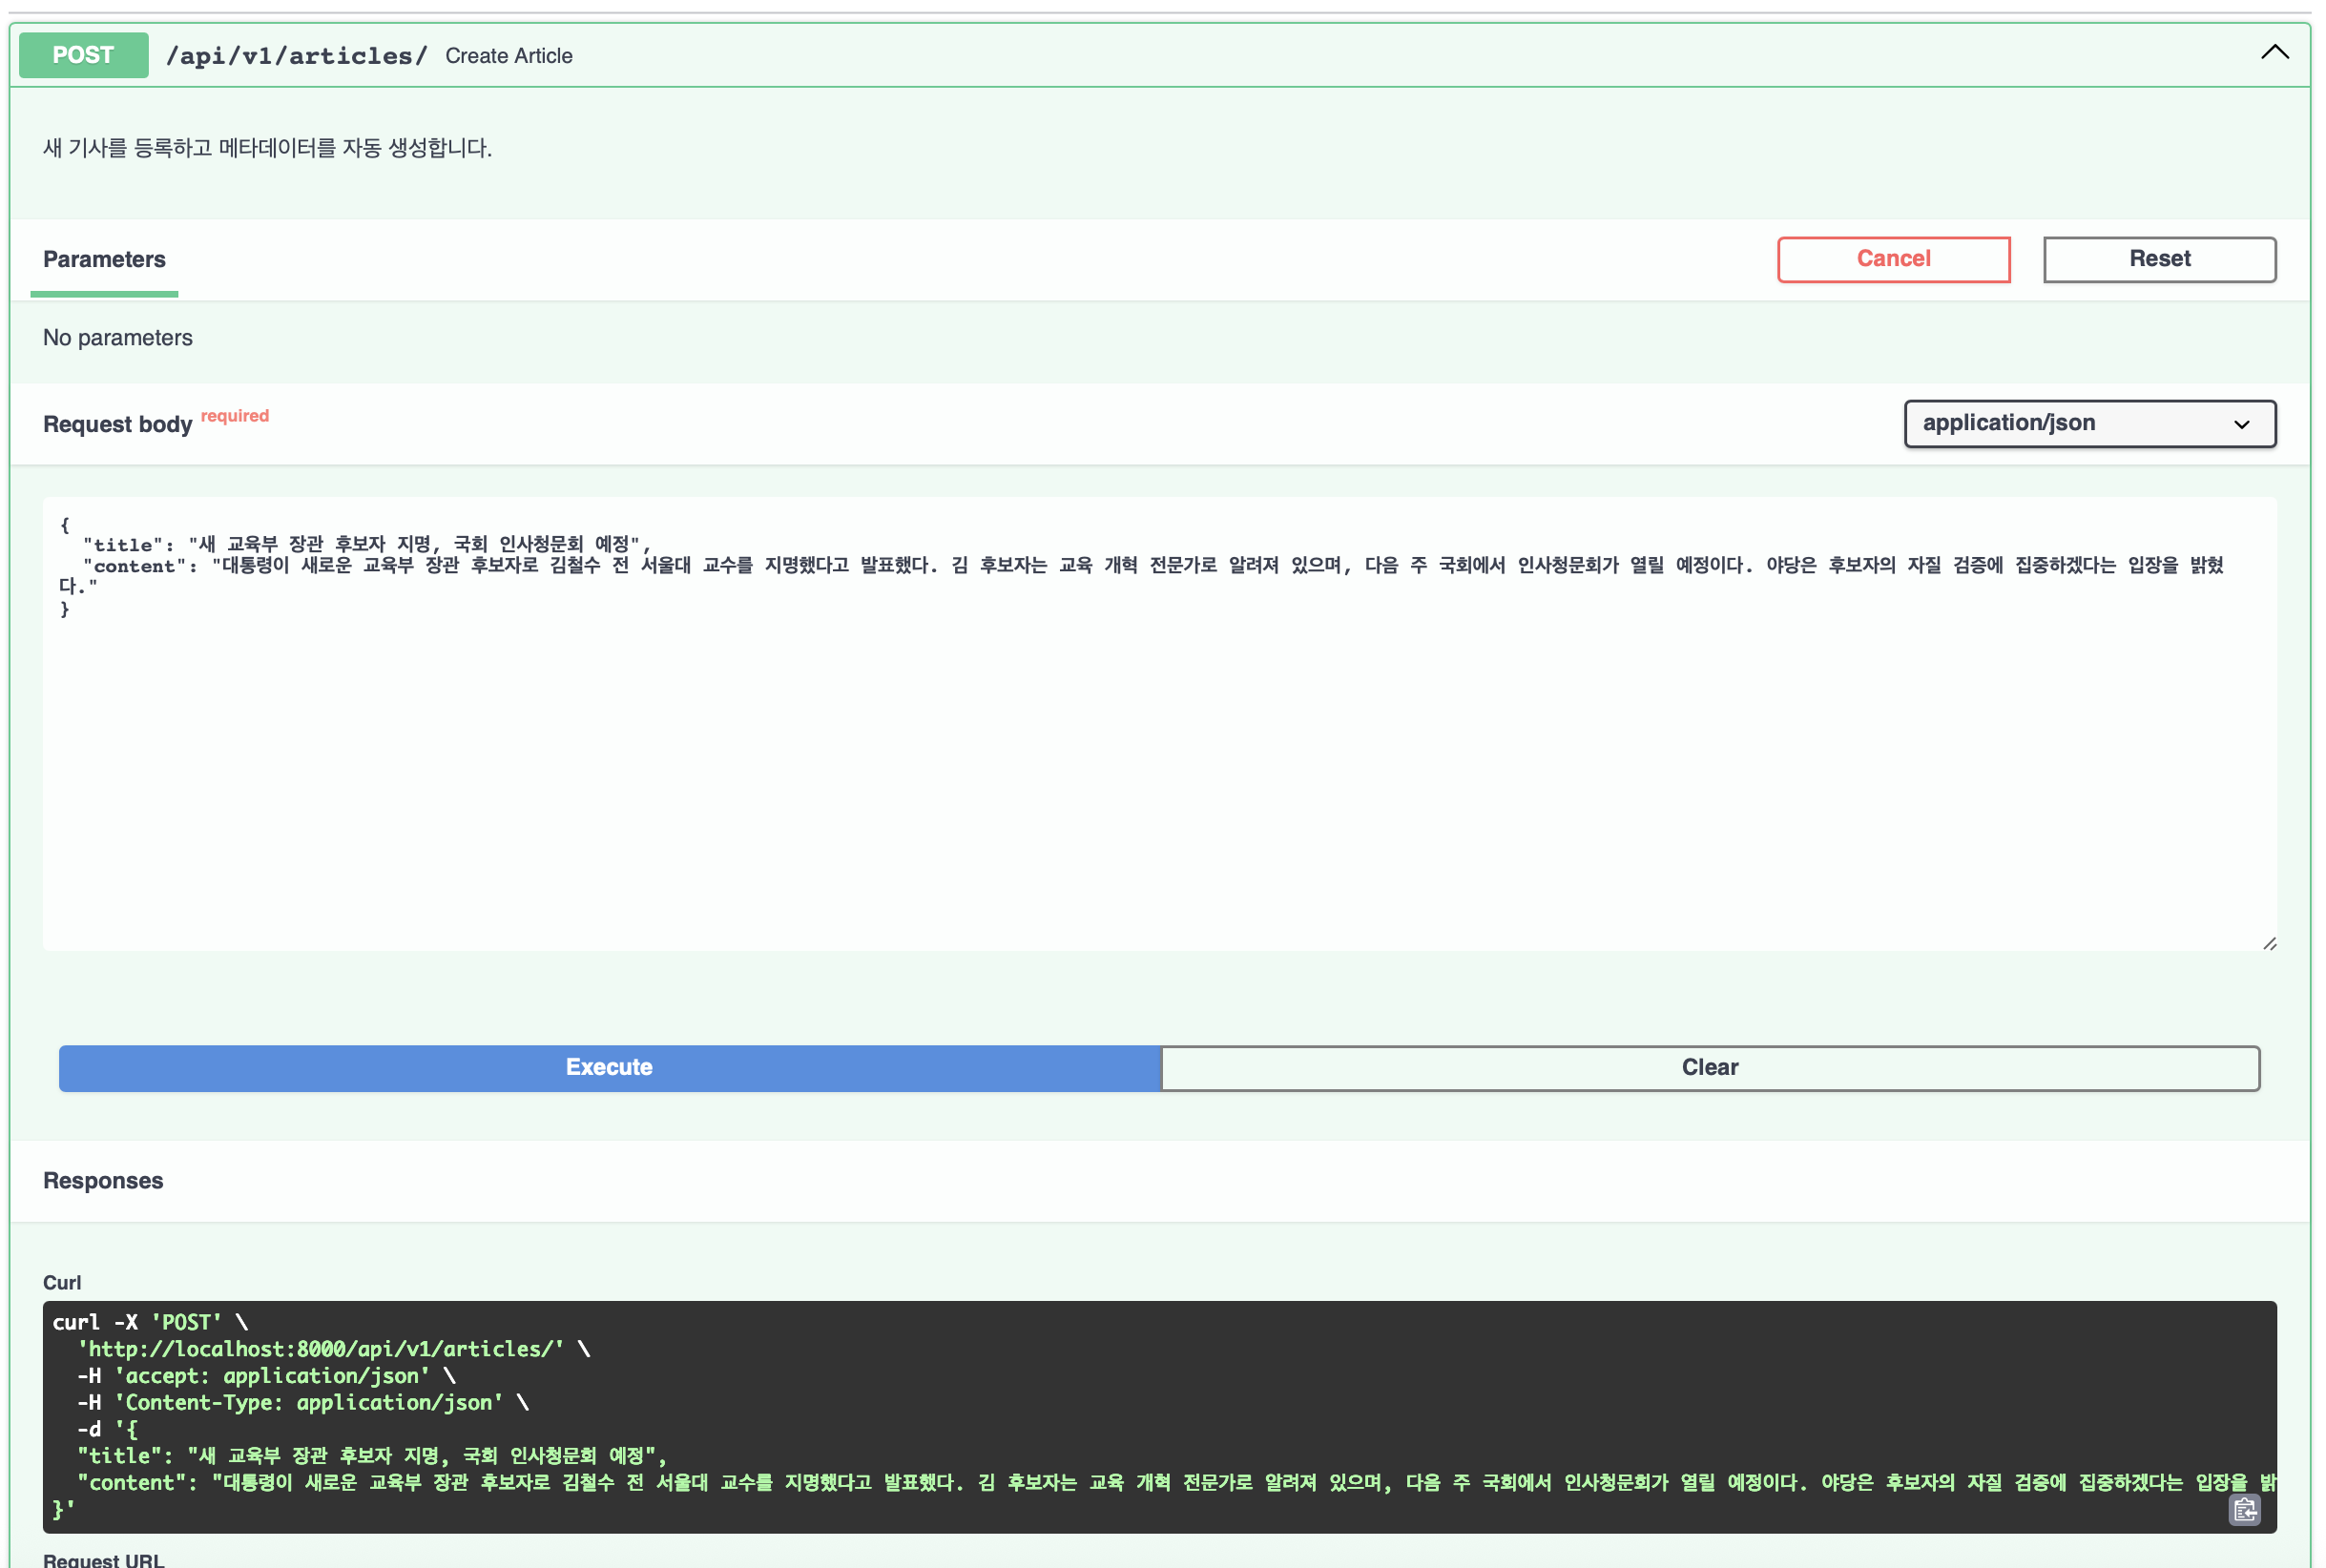 POST /api/v1/articles/ Create Article
새 기사를 등록하고 메타데이터를 자동 생성합니다.
Parameters
Cancel
Reset
No parameters
Request body required
application/json
{
  "title": "새 교육부 장관 후보자 지명, 국회 인사청문회 예정",
  "content": "대통령이 새로운 교육부 장관 후보자로 김철수 전 서울대 교수를 지명했다고 발표했다. 김 후보자는 교육 개혁 전문가로 알려져 있으며, 다음 주 국회에서 인사청문회가 열릴 예정이다. 야당은 후보자의 자질 검증에 집중하겠다는 입장을 밝혔
다."
}
Execute
Clear
Responses
Curl
curl -X 'POST' \
  'http://localhost:8000/api/v1/articles/' \
  -H 'accept: application/json' \
  -H 'Content-Type: application/json' \
  -d '{
  "title": "새 교육부 장관 후보자 지명, 국회 인사청문회 예정",
  "content": "대통령이 새로운 교육부 장관 후보자로 김철수 전 서울대 교수를 지명했다고 발표했다. 김 후보자는 교육 개혁 전문가로 알려져 있으며, 다음 주 국회에서 인사청문회가 열릴 예정이다. 야당은 후보자의 자질 검증에 집중하겠다는 입장을 밝
}'
Request URL